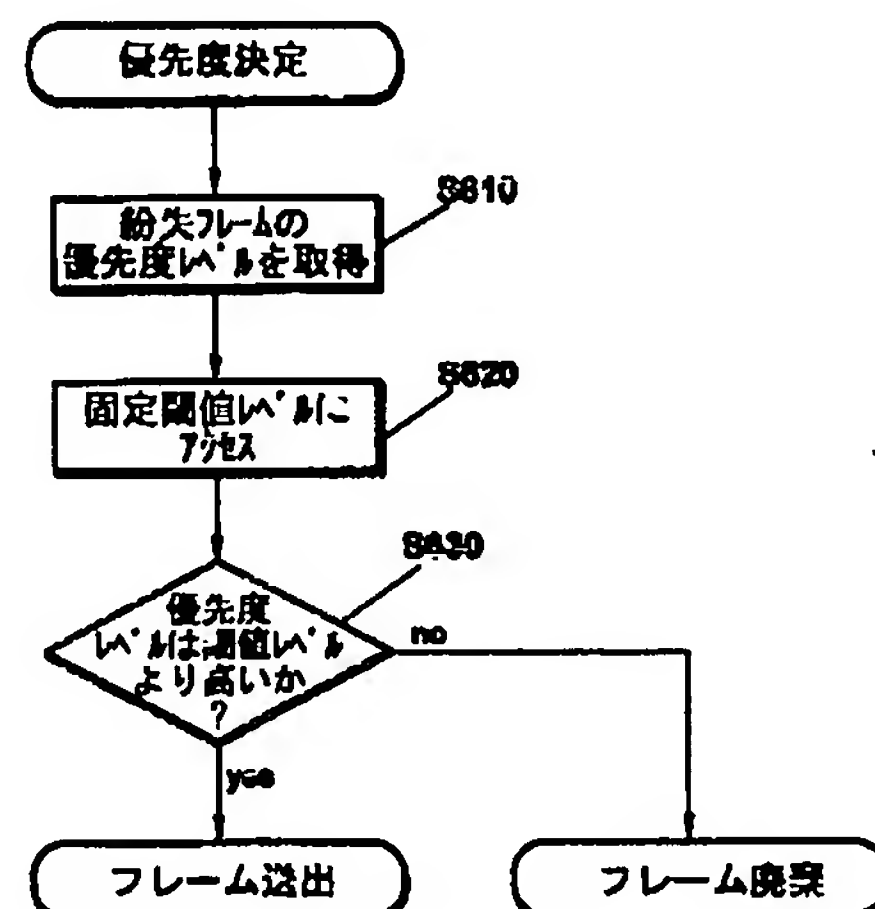 優先度決定
S610
紛失フレームの
優先度レベルを取得
S620
固定閾値レベルに
アクセス
S630
優先度
レベルは閾値レベル
より高いか
?
no
yes
フレーム送出
フレーム廃棄